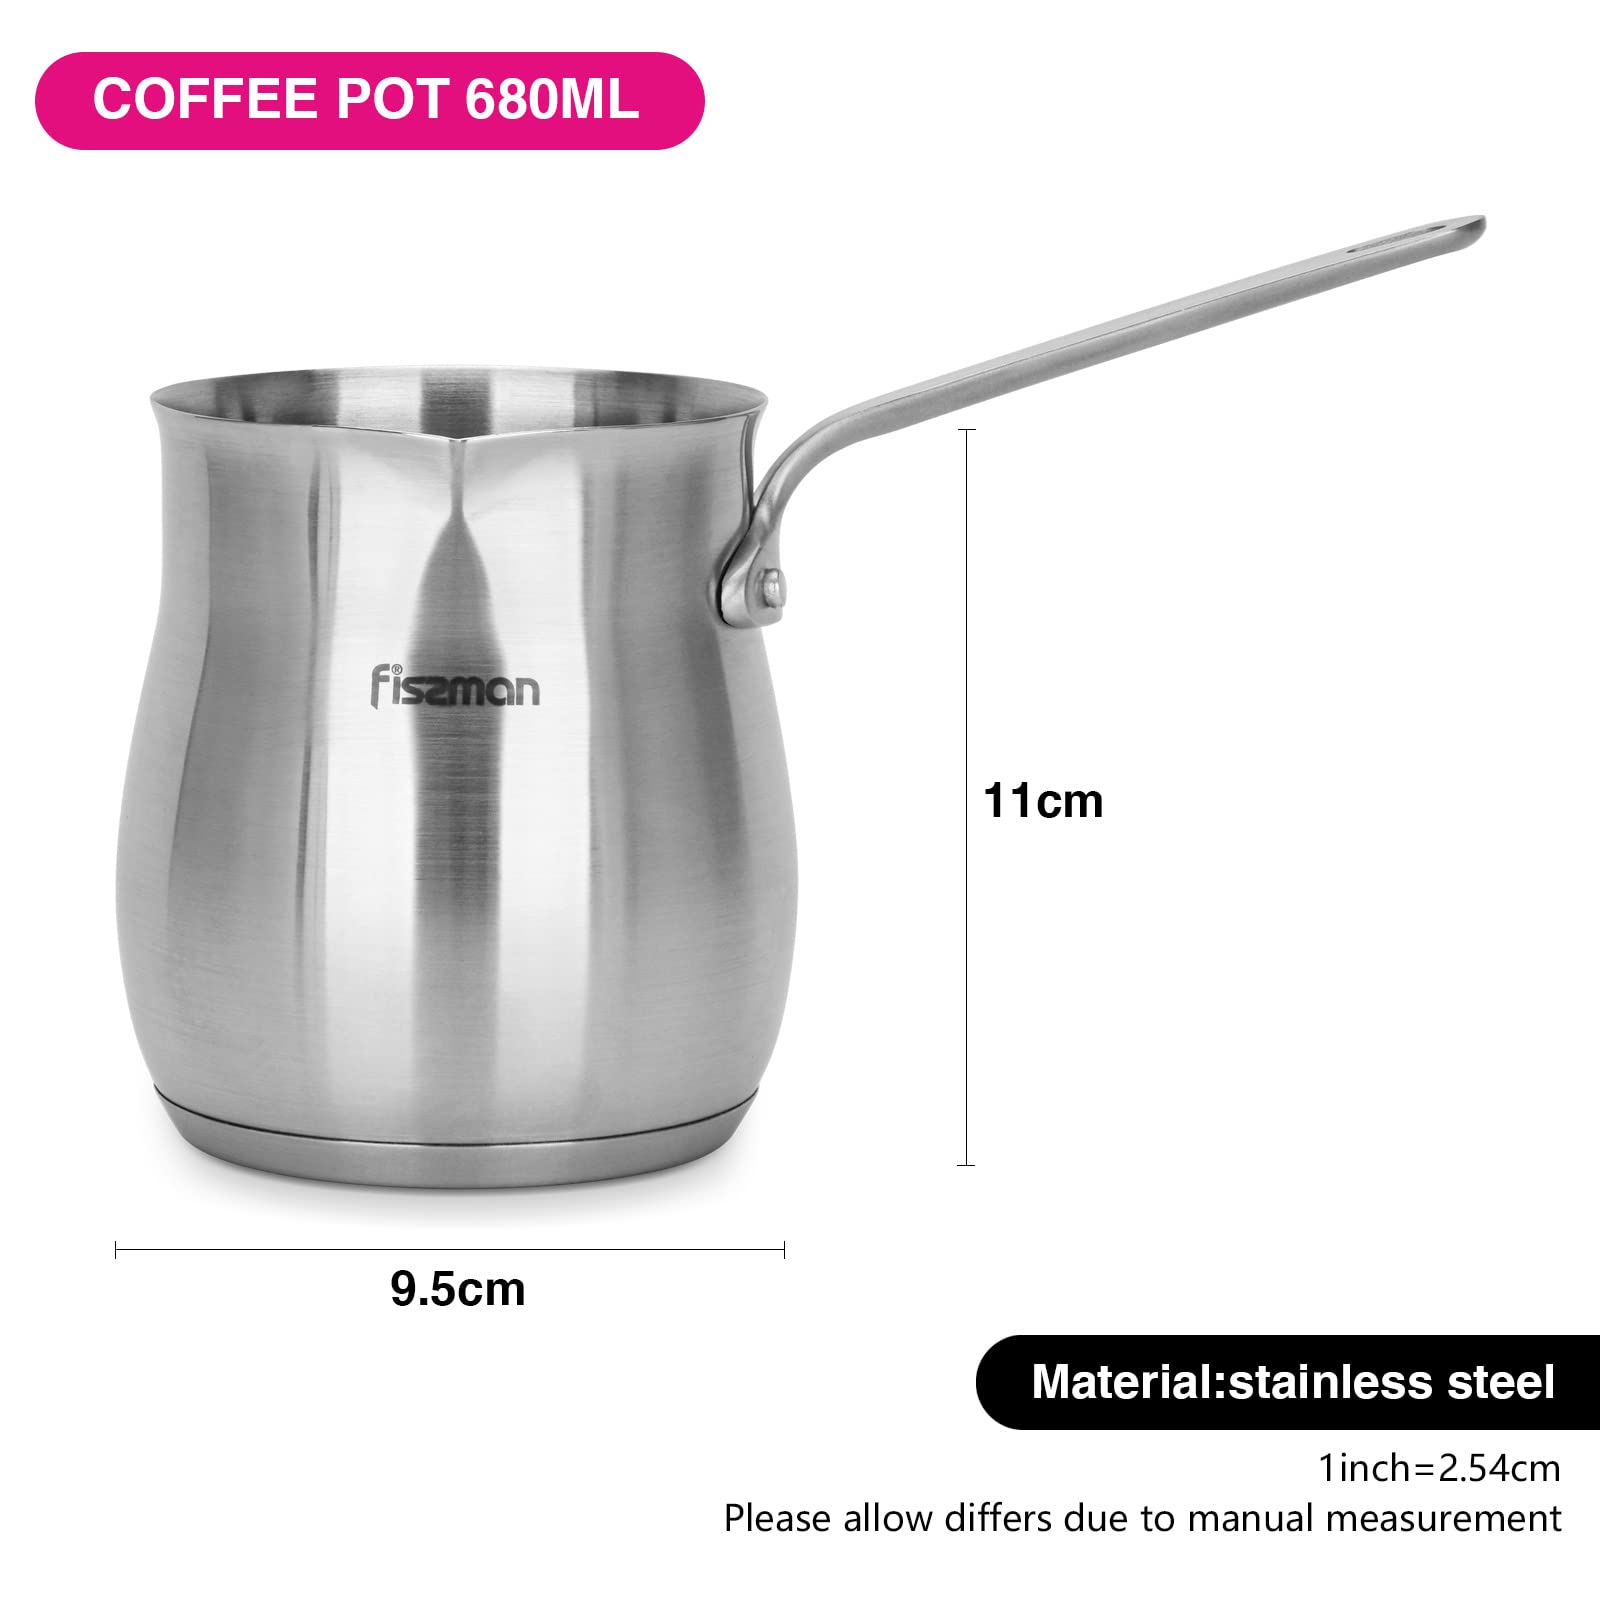 COFFEE POT 680ML
fiszman®
11cm
9.5cm
Material:stainless steel
1inch=2.54cm
Please allow differs due to manual measurement